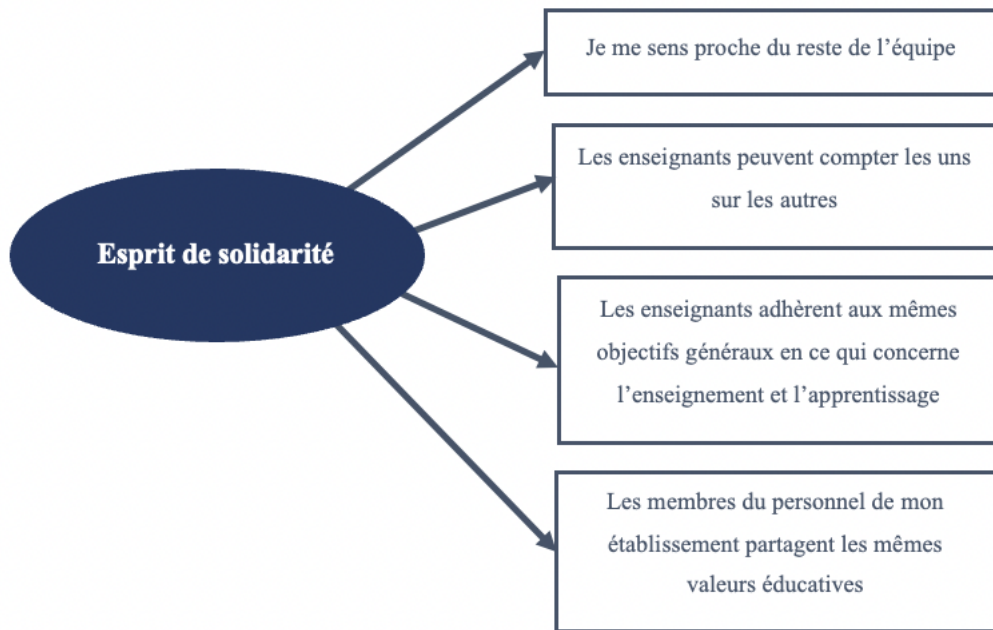 Je me sens proche du reste de l’équipe
Les enseignants peuvent compter les uns
sur les autres
Esprit de solidarité
Les enseignants adhèrent aux mêmes
objectifs généraux en ce qui concerne
l’enseignement et l’apprentissage
Les membres du personnel de mon
établissement partagent les mêmes
valeurs éducatives